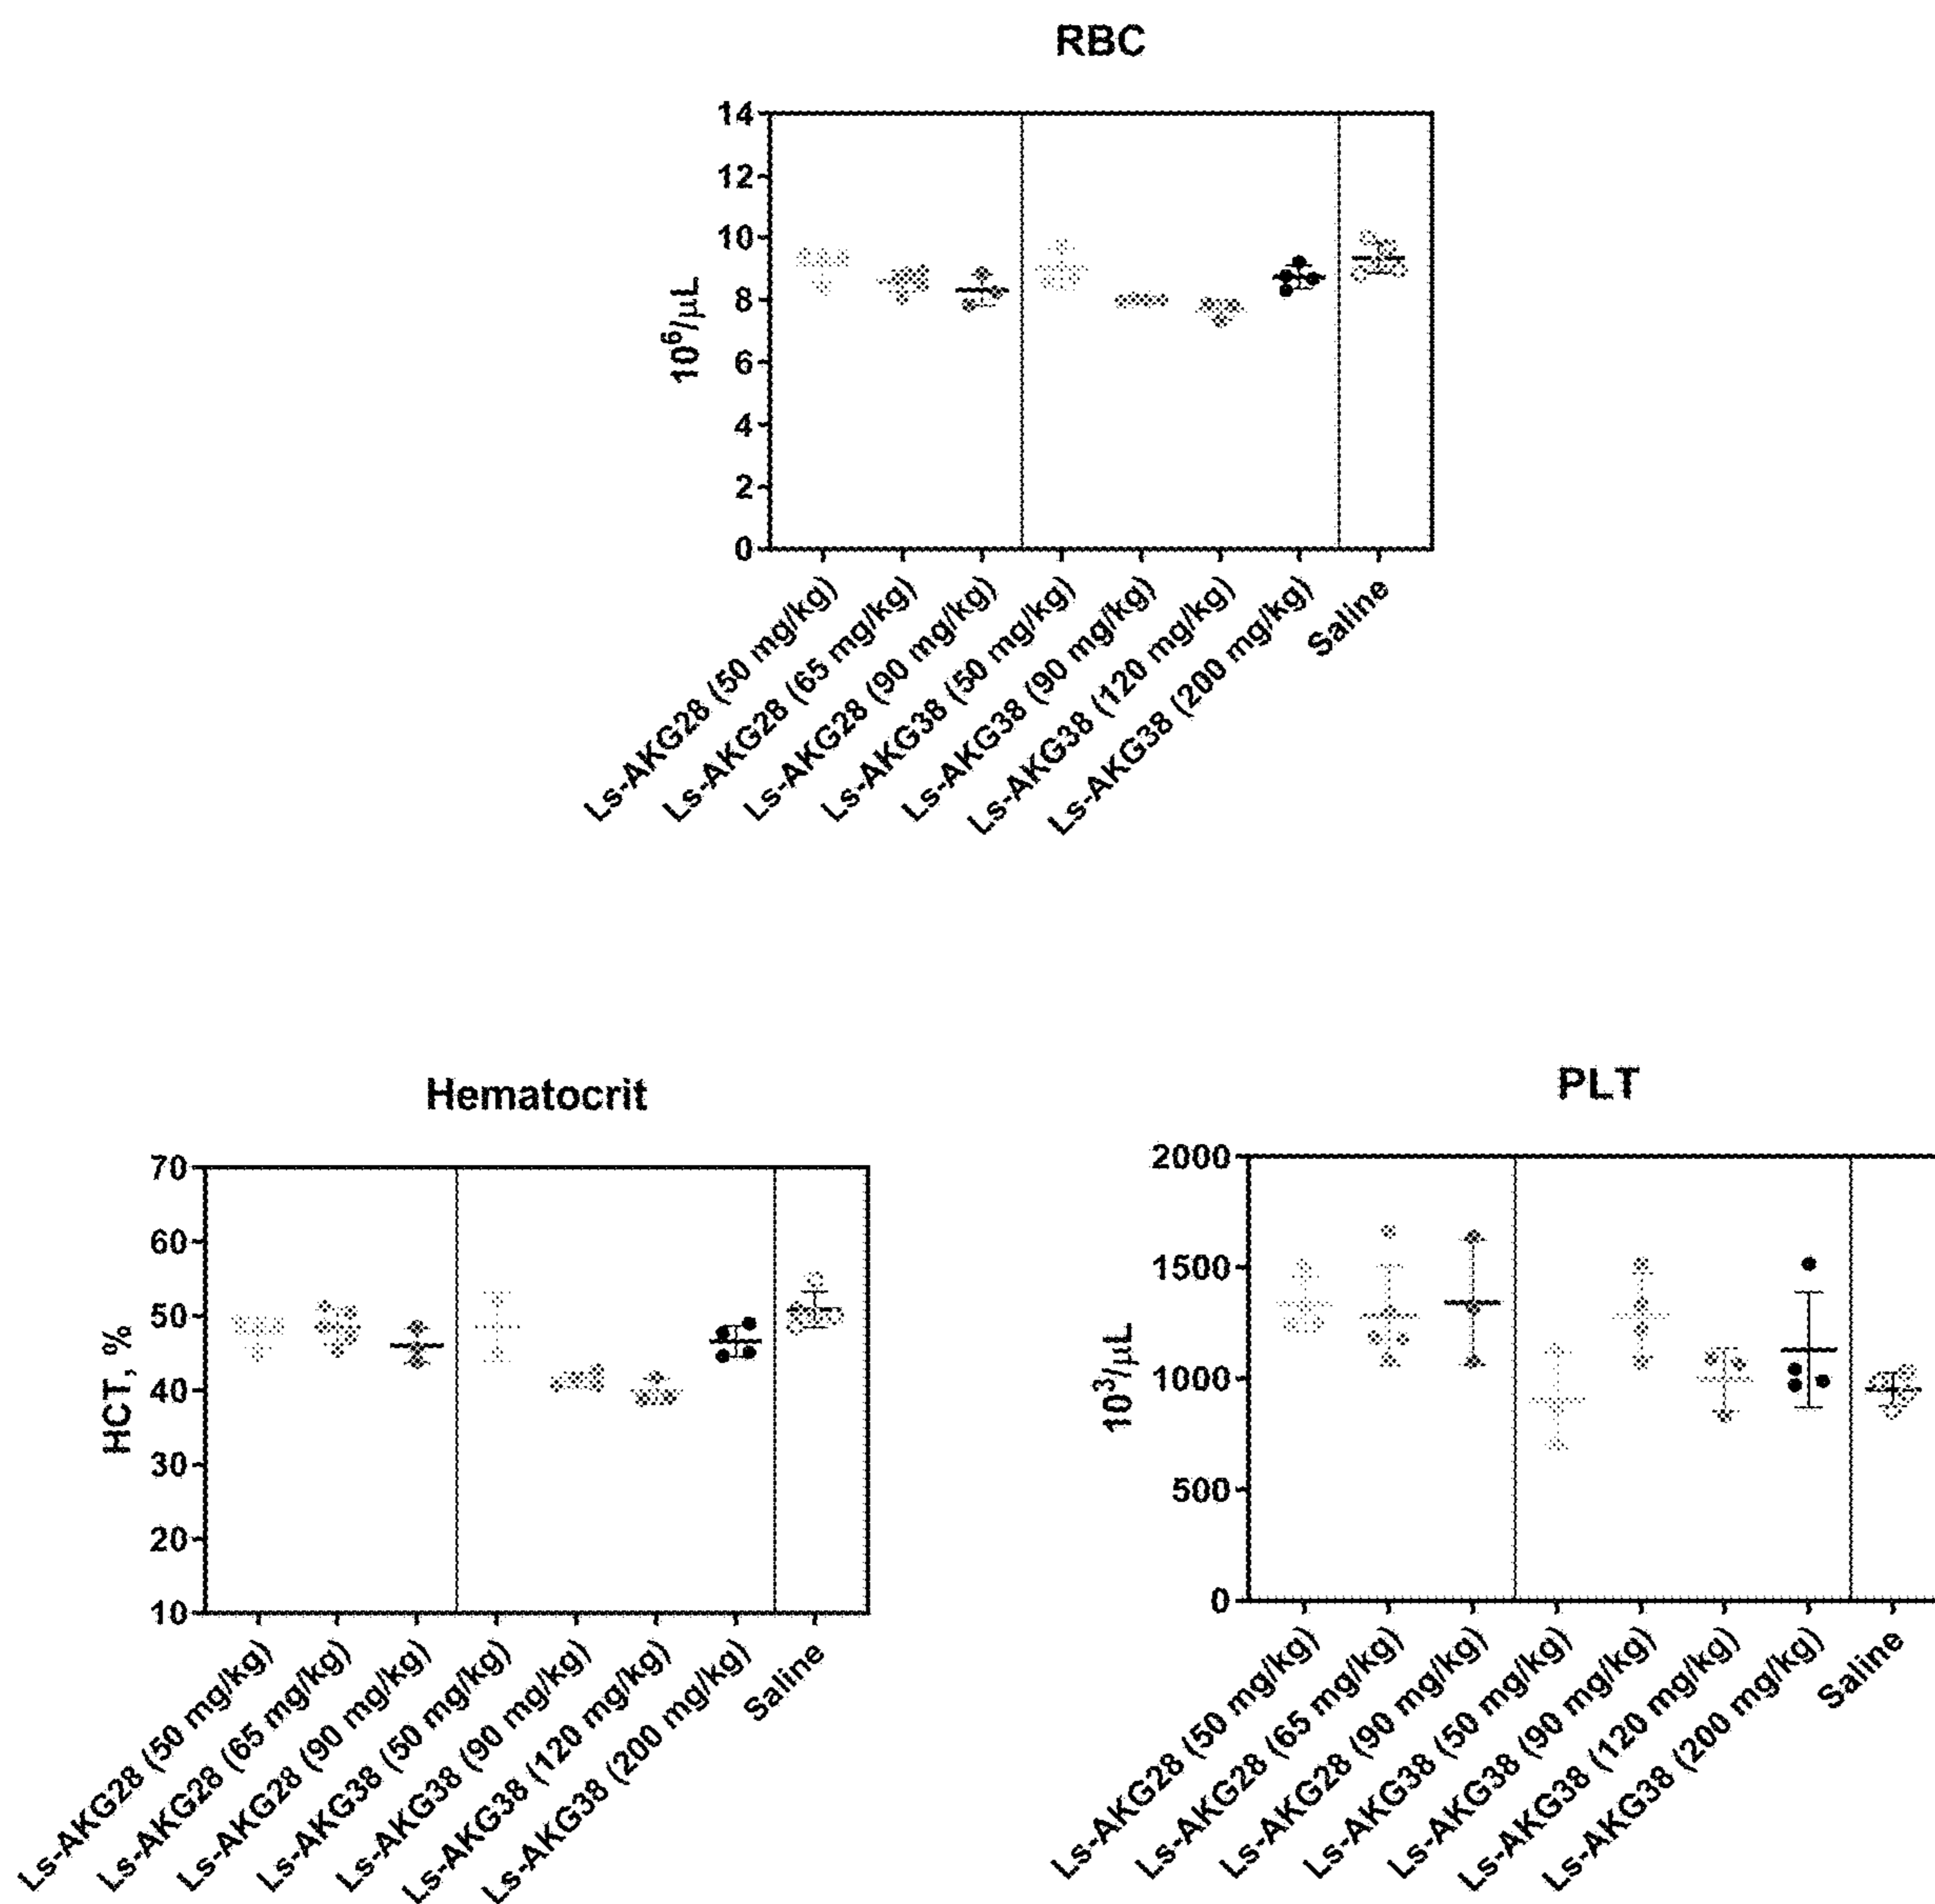 RBC
14
12
10
8
6
4
2
0
10⁶/µL
Ls-AKG28 (50 mg/kg)
Ls-AKG28 (65 mg/kg)
Ls-AKG28 (90 mg/kg)
Ls-AKG38 (50 mg/kg)
Ls-AKG38 (90 mg/kg)
Ls-AKG38 (120 mg/kg)
Ls-AKG38 (200 mg/kg)
Saline
Hematocrit
70
60
50
40
30
20
10
HCT, %
Ls-AKG28 (50 mg/kg)
Ls-AKG28 (65 mg/kg)
Ls-AKG28 (90 mg/kg)
Ls-AKG38 (50 mg/kg)
Ls-AKG38 (90 mg/kg)
Ls-AKG38 (120 mg/kg)
Ls-AKG38 (200 mg/kg)
Saline
PLT
2000
1500
1000
500
0
10³/µL
Ls-AKG28 (50 mg/kg)
Ls-AKG28 (65 mg/kg)
Ls-AKG28 (90 mg/kg)
Ls-AKG38 (50 mg/kg)
Ls-AKG38 (90 mg/kg)
Ls-AKG38 (120 mg/kg)
Ls-AKG38 (200 mg/kg)
Saline